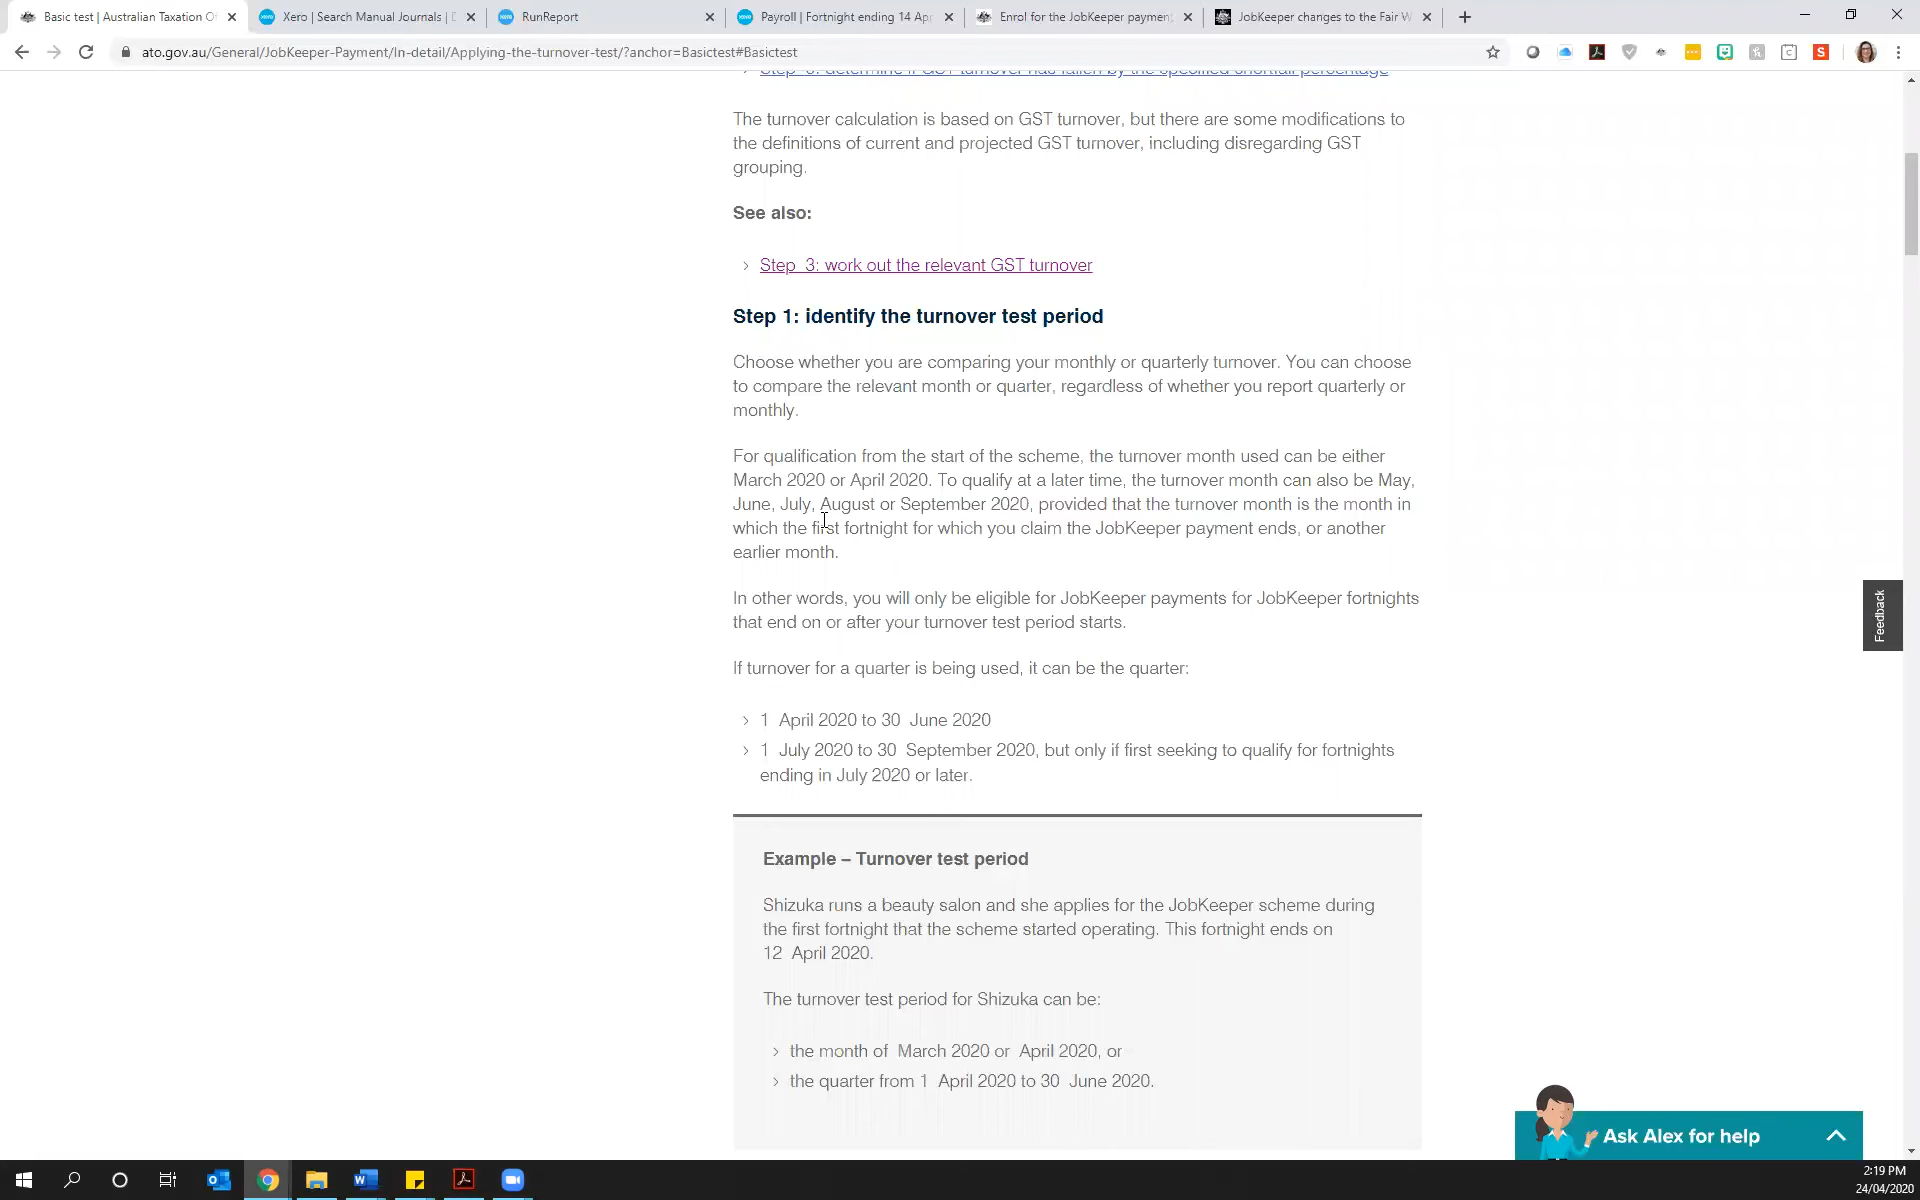 Basic test | Australian Taxation Of
Xero | Search Manual Journals | D
RunReport
Payroll | Fortnight ending 14 Apr
Enrol for the JobKeeper payment
JobKeeper changes to the Fair W
ato.gov.au/General/JobKeeper-Payment/In-detail/Applying-the-turnover-test/?anchor=Basictest#Basictest
determine if GST turnover has fallen by the specified shortfall percentage
The turnover calculation is based on GST turnover, but there are some modifications to
the definitions of current and projected GST turnover, including disregarding GST
grouping.
See also:
› Step 3: work out the relevant GST turnover
Step 1: identify the turnover test period
Choose whether you are comparing your monthly or quarterly turnover. You can choose
to compare the relevant month or quarter, regardless of whether you report quarterly or
monthly.
For qualification from the start of the scheme, the turnover month used can be either
March 2020 or April 2020. To qualify at a later time, the turnover month can also be May,
June, July, August or September 2020, provided that the turnover month is the month in
which the first fortnight for which you claim the JobKeeper payment ends, or another
earlier month.
In other words, you will only be eligible for JobKeeper payments for JobKeeper fortnights
that end on or after your turnover test period starts.
If turnover for a quarter is being used, it can be the quarter:
› 1 April 2020 to 30 June 2020
› 1 July 2020 to 30 September 2020, but only if first seeking to qualify for fortnights
ending in July 2020 or later.
Example – Turnover test period
Shizuka runs a beauty salon and she applies for the JobKeeper scheme during
the first fortnight that the scheme started operating. This fortnight ends on
12 April 2020.
The turnover test period for Shizuka can be:
› the month of March 2020 or April 2020, or
› the quarter from 1 April 2020 to 30 June 2020.
Feedback
Ask Alex for help
2:19 PM
24/04/2020